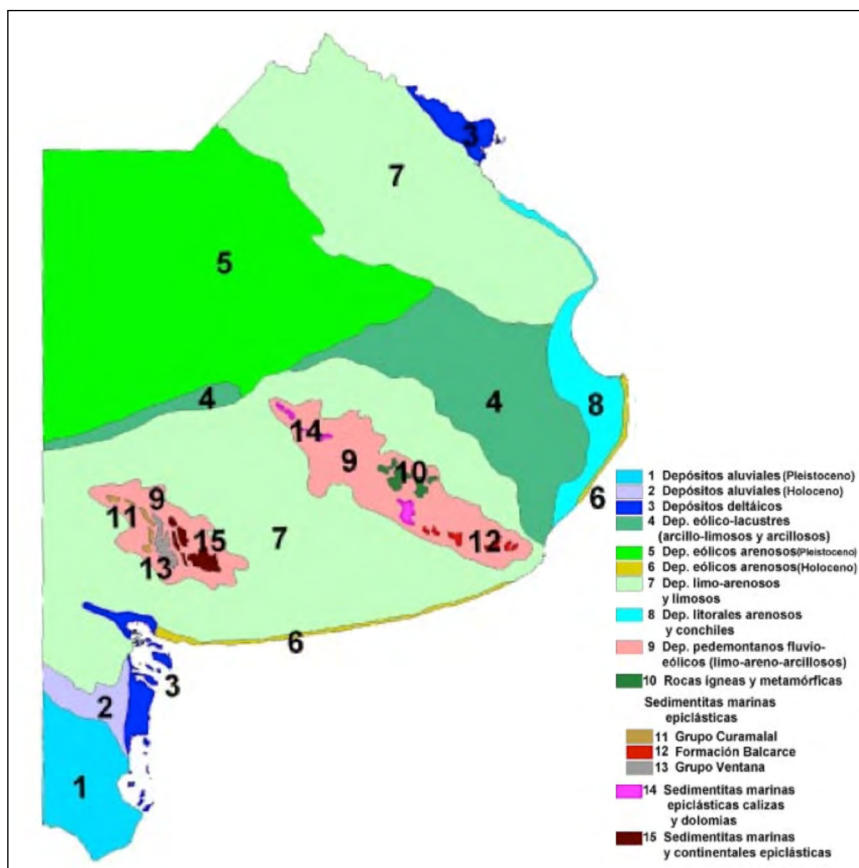 3
7
5
4
4
8
14
9
10
6
9
11
15
7
12
13
6
3
2
1
1 Depósitos aluviales (Pleistoceno)
2 Depósitos aluviales (Holoceno)
3 Depósitos deltáicos
4 Dep. eólico-lacustres
(arcillo-limosos y arcillosos)
5 Dep. eólicos arenosos (Pleistoceno)
6 Dep. eólicos arenosos (Holoceno)
7 Dep. limo-arenosos
y limosos
8 Dep. litorales arenosos
y conchiles
9 Dep. pedemontanos fluvio-
eólicos (limo-areno-arcillosos)
10 Rocas ígneas y metamórficas
Sedimentitas marinas
epiclásticas
11 Grupo Curamalal
12 Formación Balcarce
13 Grupo Ventana
14 Sedimentitas marinas
epiclásticas calizas
y dolomias
15 Sedimentitas marinas
y continentales epiclásticas